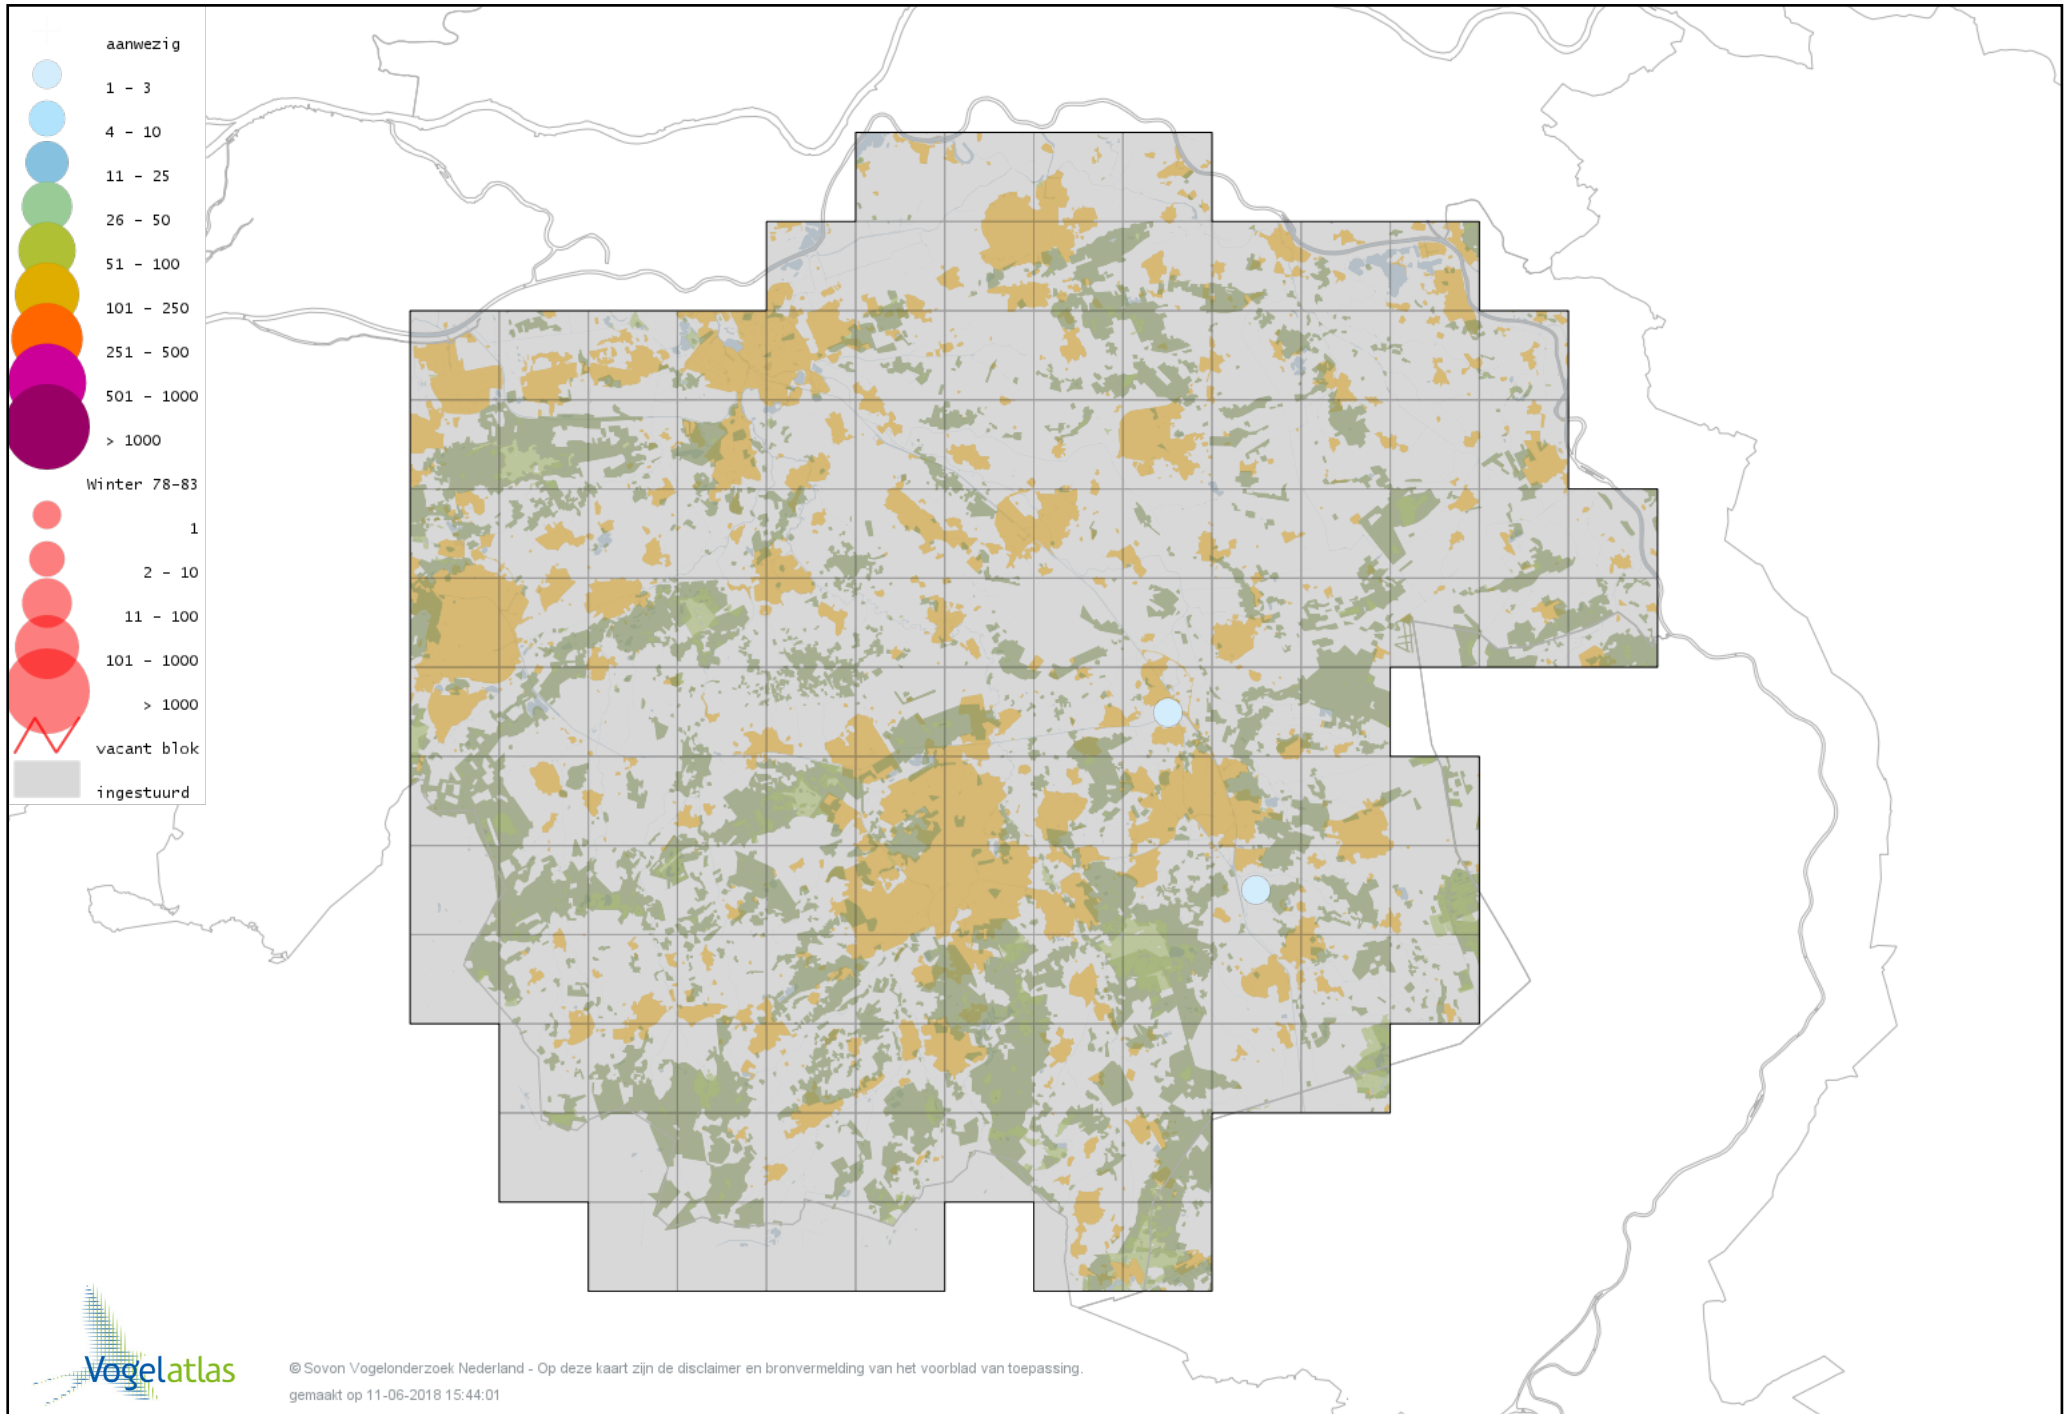 aanwezig
1 - 3
4 - 10
11 - 25
26 - 50
51 - 100
101 - 250
251 - 500
501 - 1000
> 1000
Winter 78-83
1
2 - 10
11 - 100
101 - 1000
> 1000
vacant blok
ingestuurd
Vogelatlas
© Sovon Vogelonderzoek Nederland - Op deze kaart zijn de disclaimer en bronvermelding van het voorblad van toepassing.
gemaakt op 11-06-2018 15:44:01